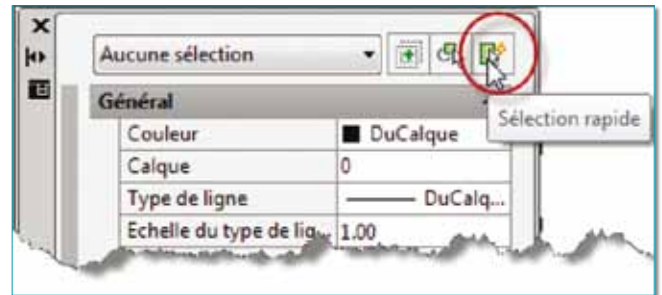 Aucune sélection
Général
Sélection rapide
Couleur DuCalque
Calque 0
Type de ligne DuCalq...
Echelle du type de lig... 1.00